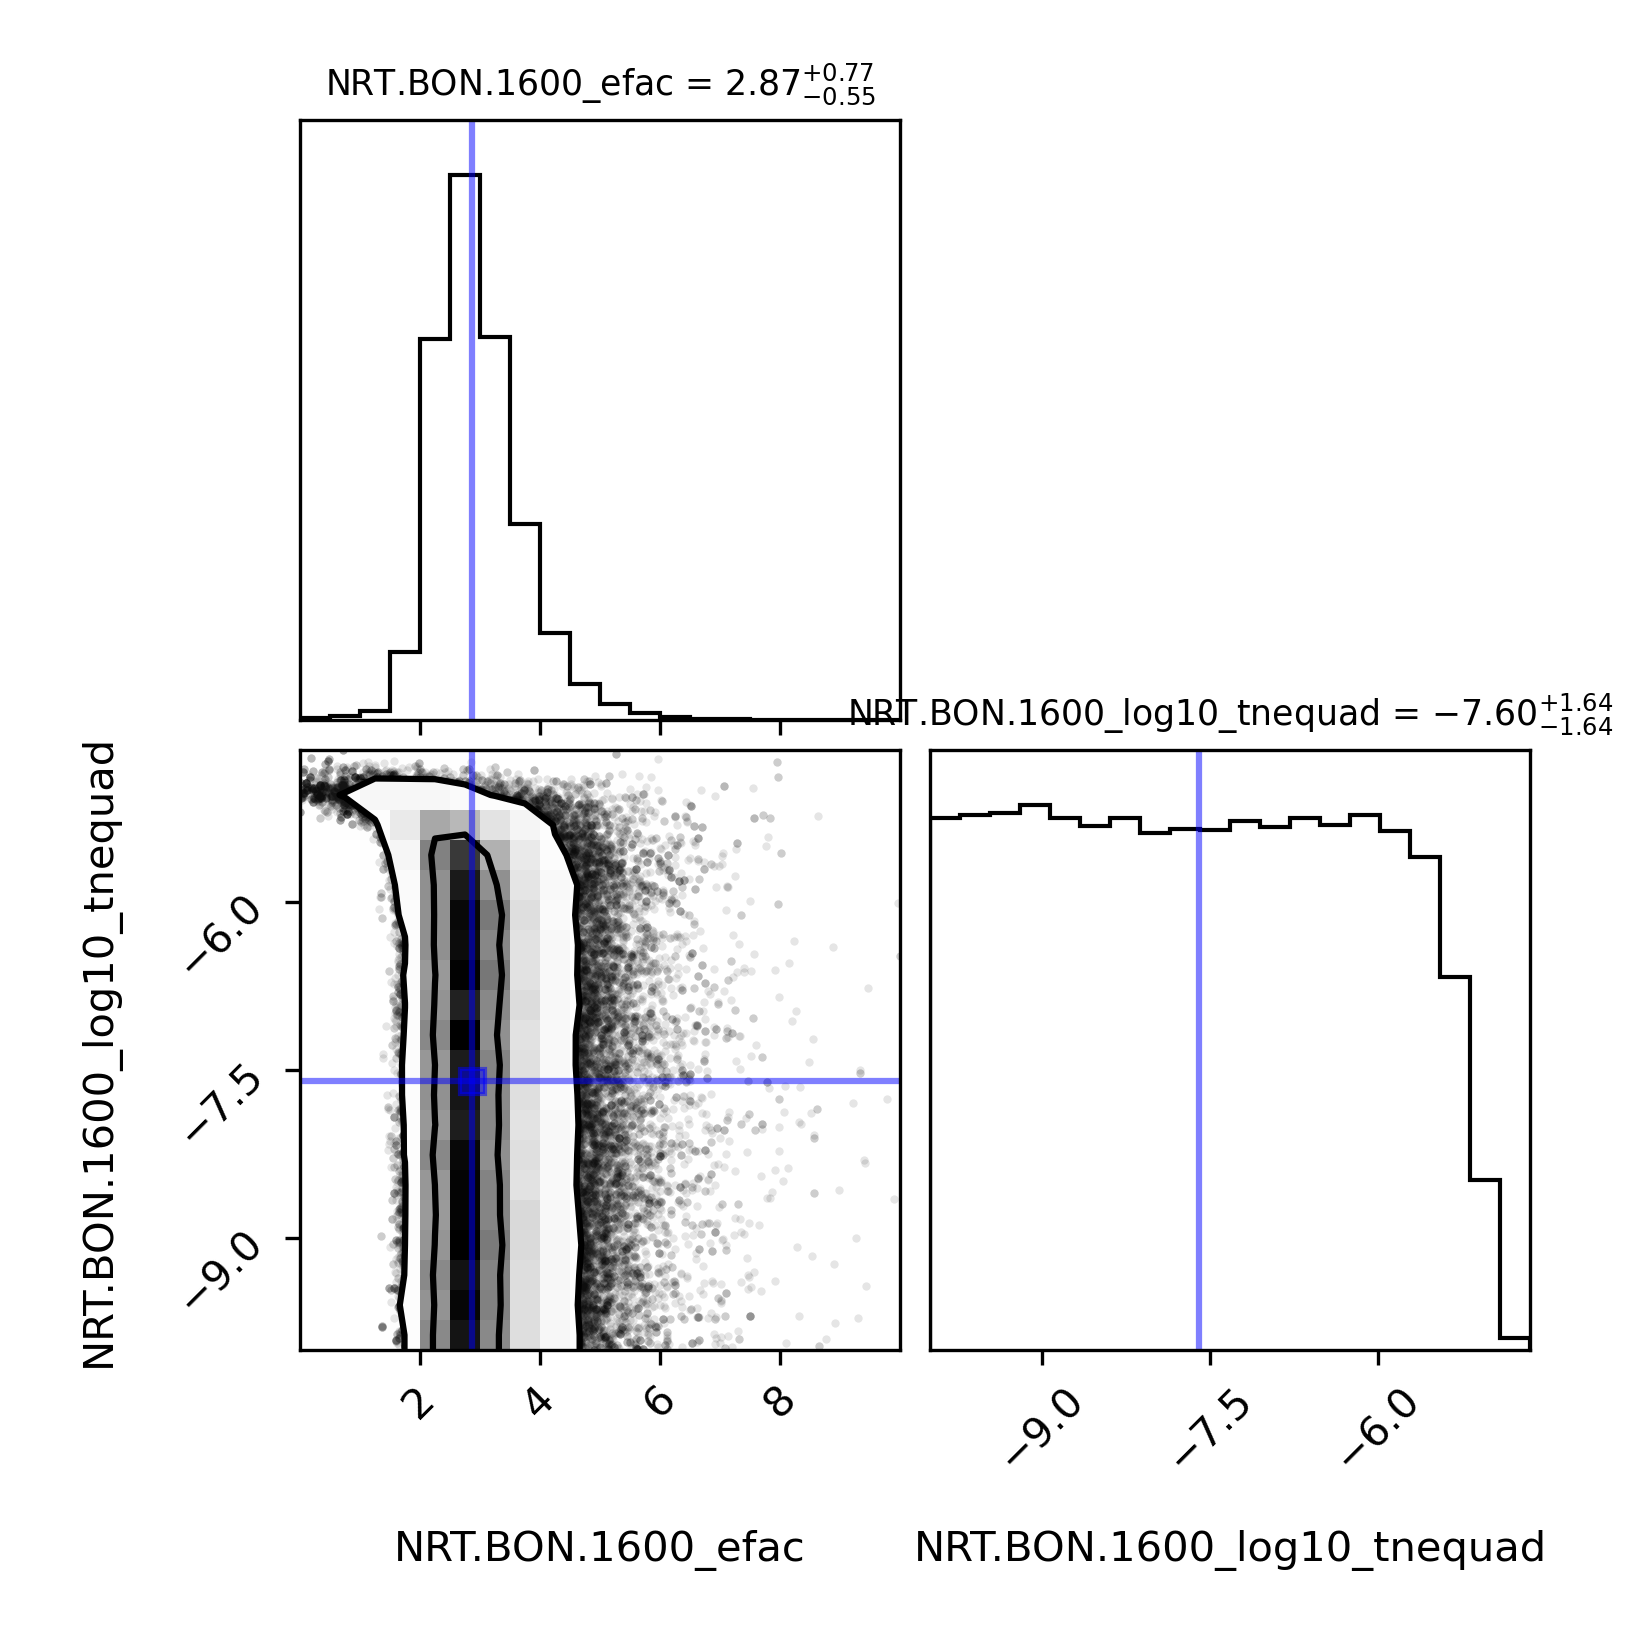 NRT.BON.1600_efac = 2.87+0.77 −0.55
NRT.BON.1600_log10_tnequad = −7.60+1.64 −1.64
NRT.BON.1600_log10_tnequad
−6.0
−7.5
−9.0
2
4
6
8
−9.0
−7.5
−6.0
NRT.BON.1600_efac
NRT.BON.1600_log10_tnequad